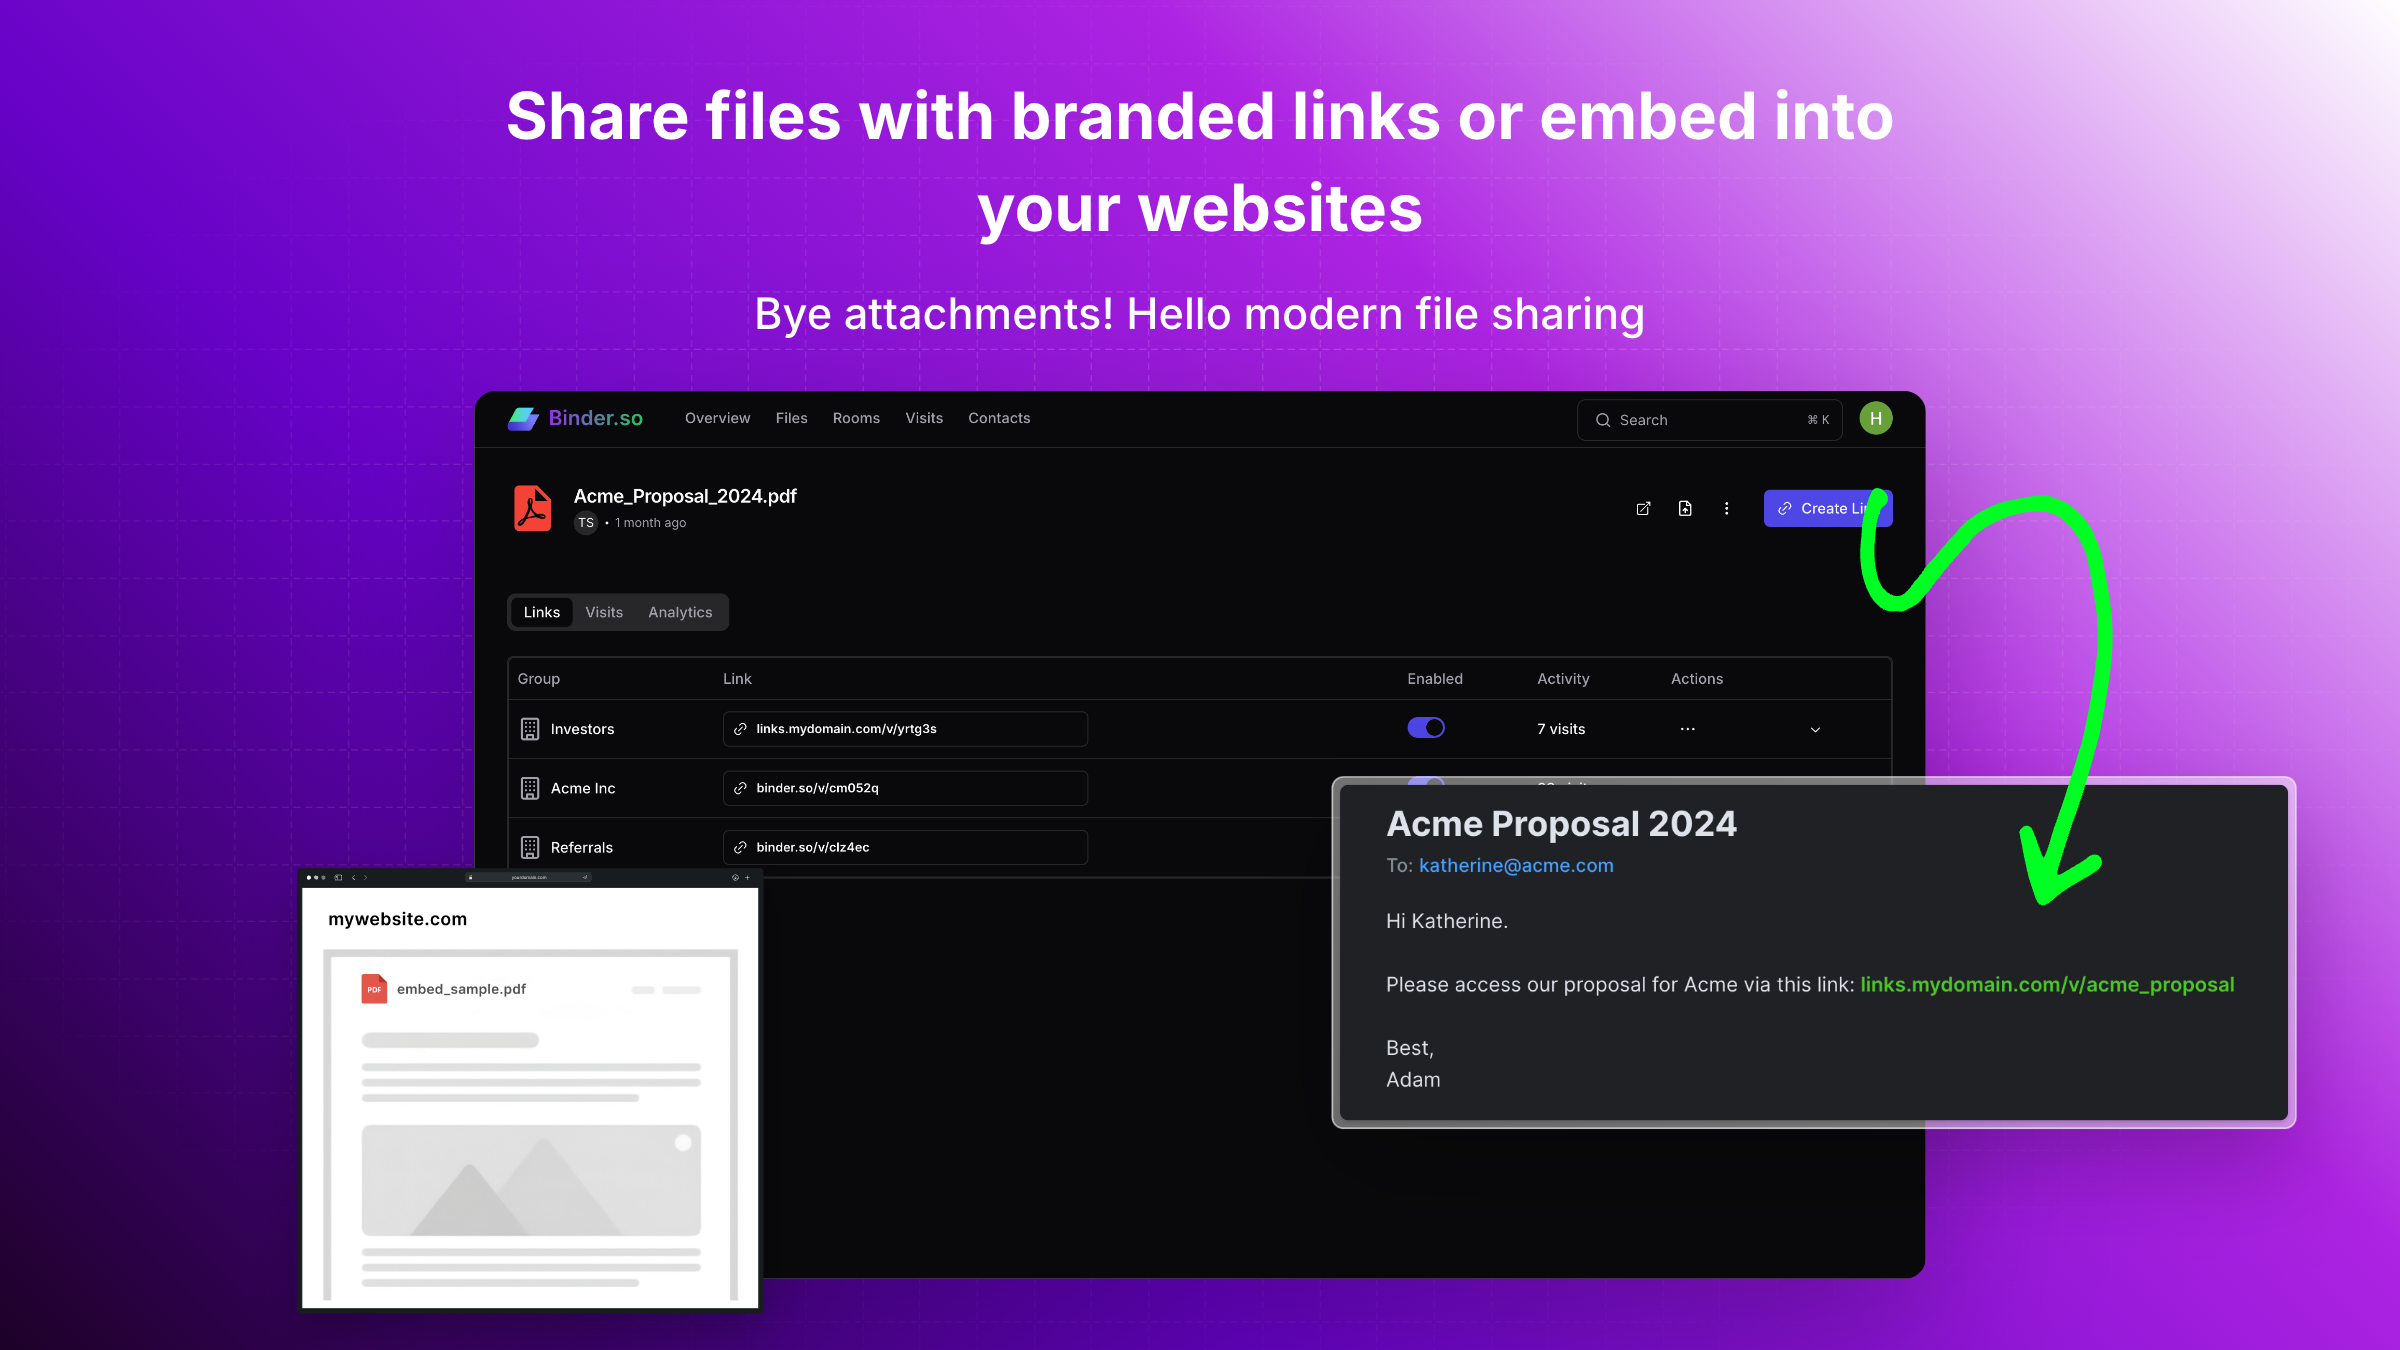 Share files with branded links or embed into
your websites
Bye attachments! Hello modern file sharing
Binder.so
Overview
Files
Rooms
Visits
Contacts
Search
⌘ K
H
Acme_Proposal_2024.pdf
TS • 1 month ago
Create
Links
Visits
Analytics
Group
Link
Enabled
Activity
Actions
Investors
links.mydomain.com/v/yrtg3s
7 visits
Acme Inc
binder.so/v/cm052q
Referrals
binder.so/v/clz4ec
yourdomain.com
mywebsite.com
PDF
embed_sample.pdf
Acme Proposal 2024
To: katherine@acme.com
Hi Katherine.
Please access our proposal for Acme via this link: links.mydomain.com/v/acme_proposal
Best,
Adam